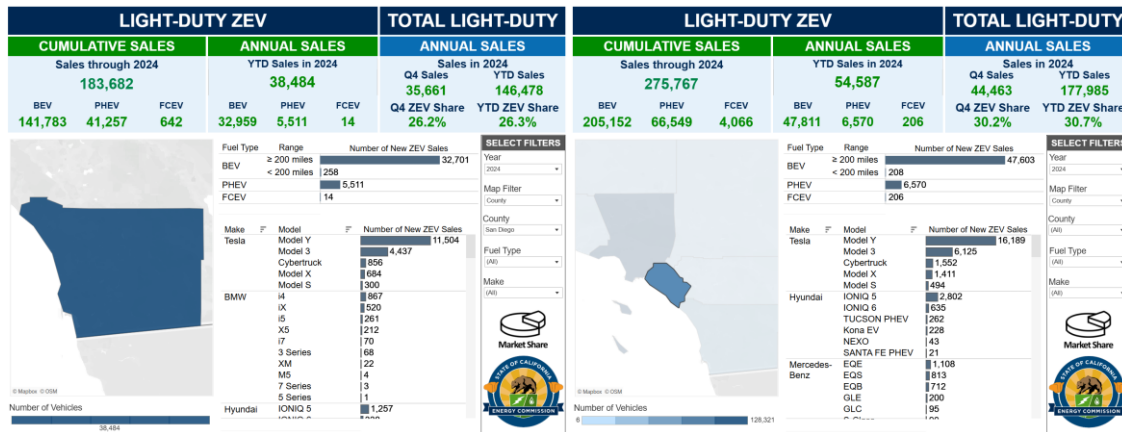 LIGHT-DUTY ZEV
TOTAL LIGHT-DUTY
CUMULATIVE SALES
ANNUAL SALES
ANNUAL SALES
Sales through 2024
183,682
YTD Sales in 2024
38,484
Sales in 2024
Q4 Sales YTD Sales
35,661 146,478
BEV PHEV FCEV
141,783 41,257 642
BEV PHEV FCEV
32,959 5,511 14
Q4 ZEV Share YTD ZEV Share
26.2% 26.3%
Fuel Type Range Number of New ZEV Sales
BEV ≥ 200 miles 32,701
< 200 miles 258
PHEV 5,511
FCEV 14
Make Model Number of New ZEV Sales
Tesla Model Y 11,504
Model 3 4,437
Cybertruck 856
Model X 684
Model S 300
BMW i4 867
iX 520
i5 261
X5 212
i7 70
3 Series 68
XM 22
M5 4
7 Series 3
5 Series 1
Hyundai IONIQ 5 1,257
SELECT FILTERS
Year
2024
Map Filter
County
County
San Diego
Fuel Type
(All)
Make
(All)
Market Share
STATE OF CALIFORNIA
ENERGY COMMISSION
© Mapbox © OSM
Number of Vehicles
38,484
LIGHT-DUTY ZEV
TOTAL LIGHT-DUTY
CUMULATIVE SALES
ANNUAL SALES
ANNUAL SALES
Sales through 2024
275,767
YTD Sales in 2024
54,587
Sales in 2024
Q4 Sales YTD Sales
44,463 177,985
BEV PHEV FCEV
205,152 66,549 4,066
BEV PHEV FCEV
47,811 6,570 206
Q4 ZEV Share YTD ZEV Share
30.2% 30.7%
Fuel Type Range Number of New ZEV Sales
BEV ≥ 200 miles 47,603
< 200 miles 208
PHEV 6,570
FCEV 206
Make Model Number of New ZEV Sales
Tesla Model Y 16,189
Model 3 6,125
Cybertruck 1,552
Model X 1,411
Model S 494
Hyundai IONIQ 5 2,802
IONIQ 6 635
TUCSON PHEV 262
Kona EV 228
NEXO 43
SANTA FE PHEV 21
Mercedes-Benz EQE 1,108
EQS 813
EQB 712
GLE 200
GLC 95
SELECT FILTERS
Year
2024
Map Filter
County
County
(All)
Fuel Type
(All)
Make
(All)
Market Share
STATE OF CALIFORNIA
ENERGY COMMISSION
© Mapbox © OSM
Number of Vehicles
6 128,321